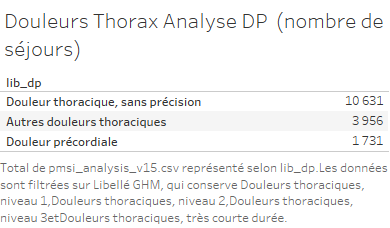 Douleurs Thorax Analyse DP (nombre de
séjours)
lib_dp
Douleur thoracique, sans précision 10 631
Autres douleurs thoraciques 3 956
Douleur précordiale 1 731
Total de pmsi_analysis_v15.csv représenté selon lib_dp.Les données
sont filtrées sur Libellé GHM, qui conserve Douleurs thoraciques,
niveau 1,Douleurs thoraciques, niveau 2,Douleurs thoraciques,
niveau 3etDouleurs thoraciques, très courte durée.